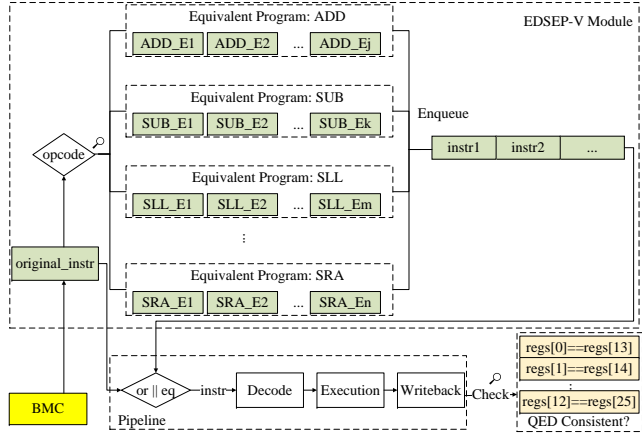 Equivalent Program: ADD
EDSEP-V Module
ADD_E1 ADD_E2 ... ADD_Ej
Equivalent Program: SUB
Enqueue
SUB_E1 SUB_E2 ... SUB_Ek
opcode
instr1 instr2 ...
Equivalent Program: SLL
SLL_E1 SLL_E2 ... SLL_Em
...
original_instr
Equivalent Program: SRA
SRA_E1 SRA_E2 ... SRA_En
regs[0]==regs[13]
regs[1]==regs[14]
...
regs[12]==regs[25]
QED Consistent?
or || eq
instr
Decode
Execution
Writeback
Check
BMC
Pipeline